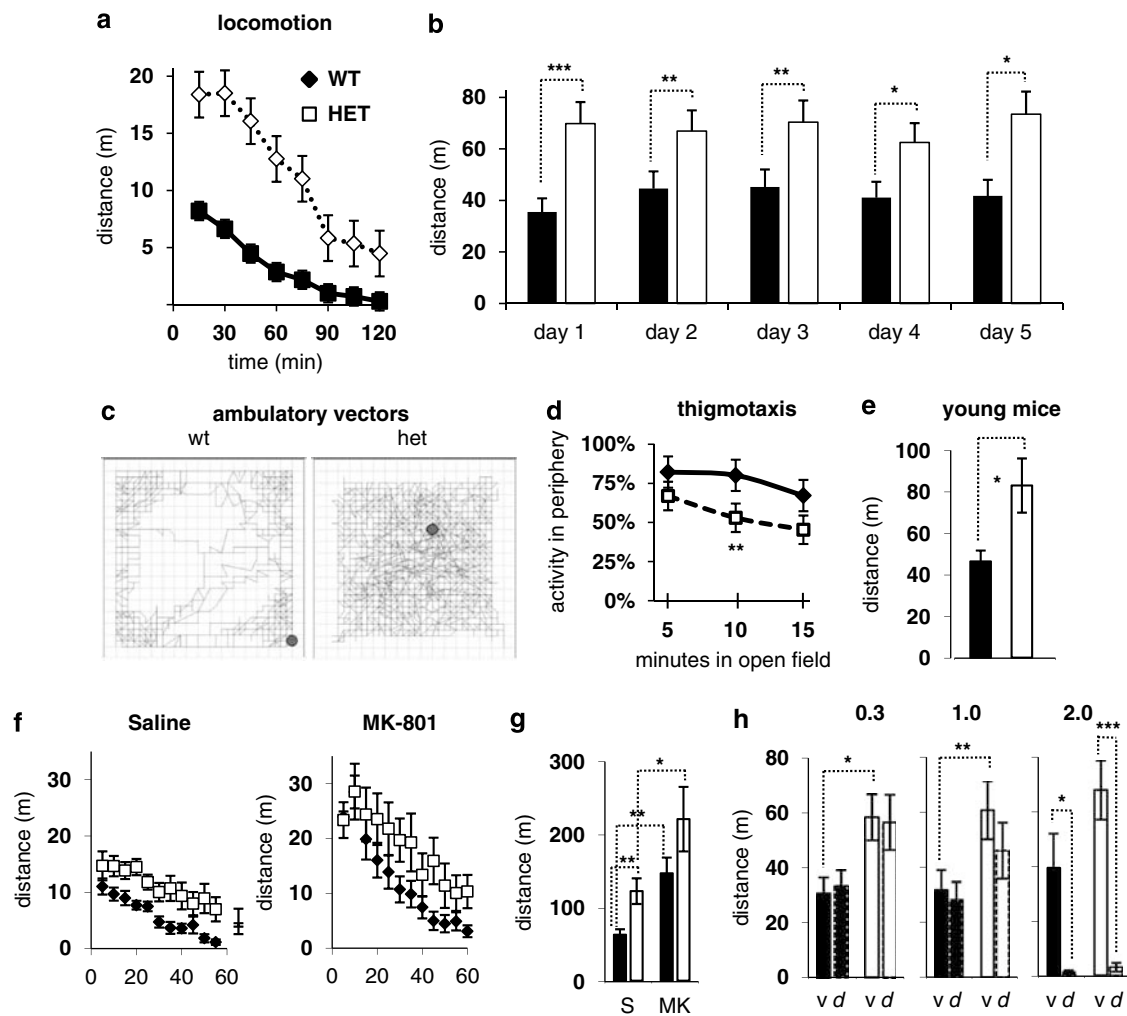 a locomotion
20
15
10
5
distance (m)
WT
HET
0 30 60 90 120
time (min)
b
80
60
40
20
0
distance (m)
*** ** ** * *
day 1 day 2 day 3 day 4 day 5
c ambulatory vectors
wt het
d thigmotaxis
100%
75%
50%
25%
0%
activity in periphery
**
5 10 15
minutes in open field
e young mice
100
80
60
40
20
0
distance (m)
*
f Saline MK-801
30
20
10
0
distance (m)
0 20 40 60
30
20
10
0
distance (m)
0 20 40 60
g
300
200
100
0
distance (m)
*
**
**
S MK
h 0.3 1.0 2.0
80
60
40
20
0
distance (m)
* ** * ***
v d v d v d v d v d v d